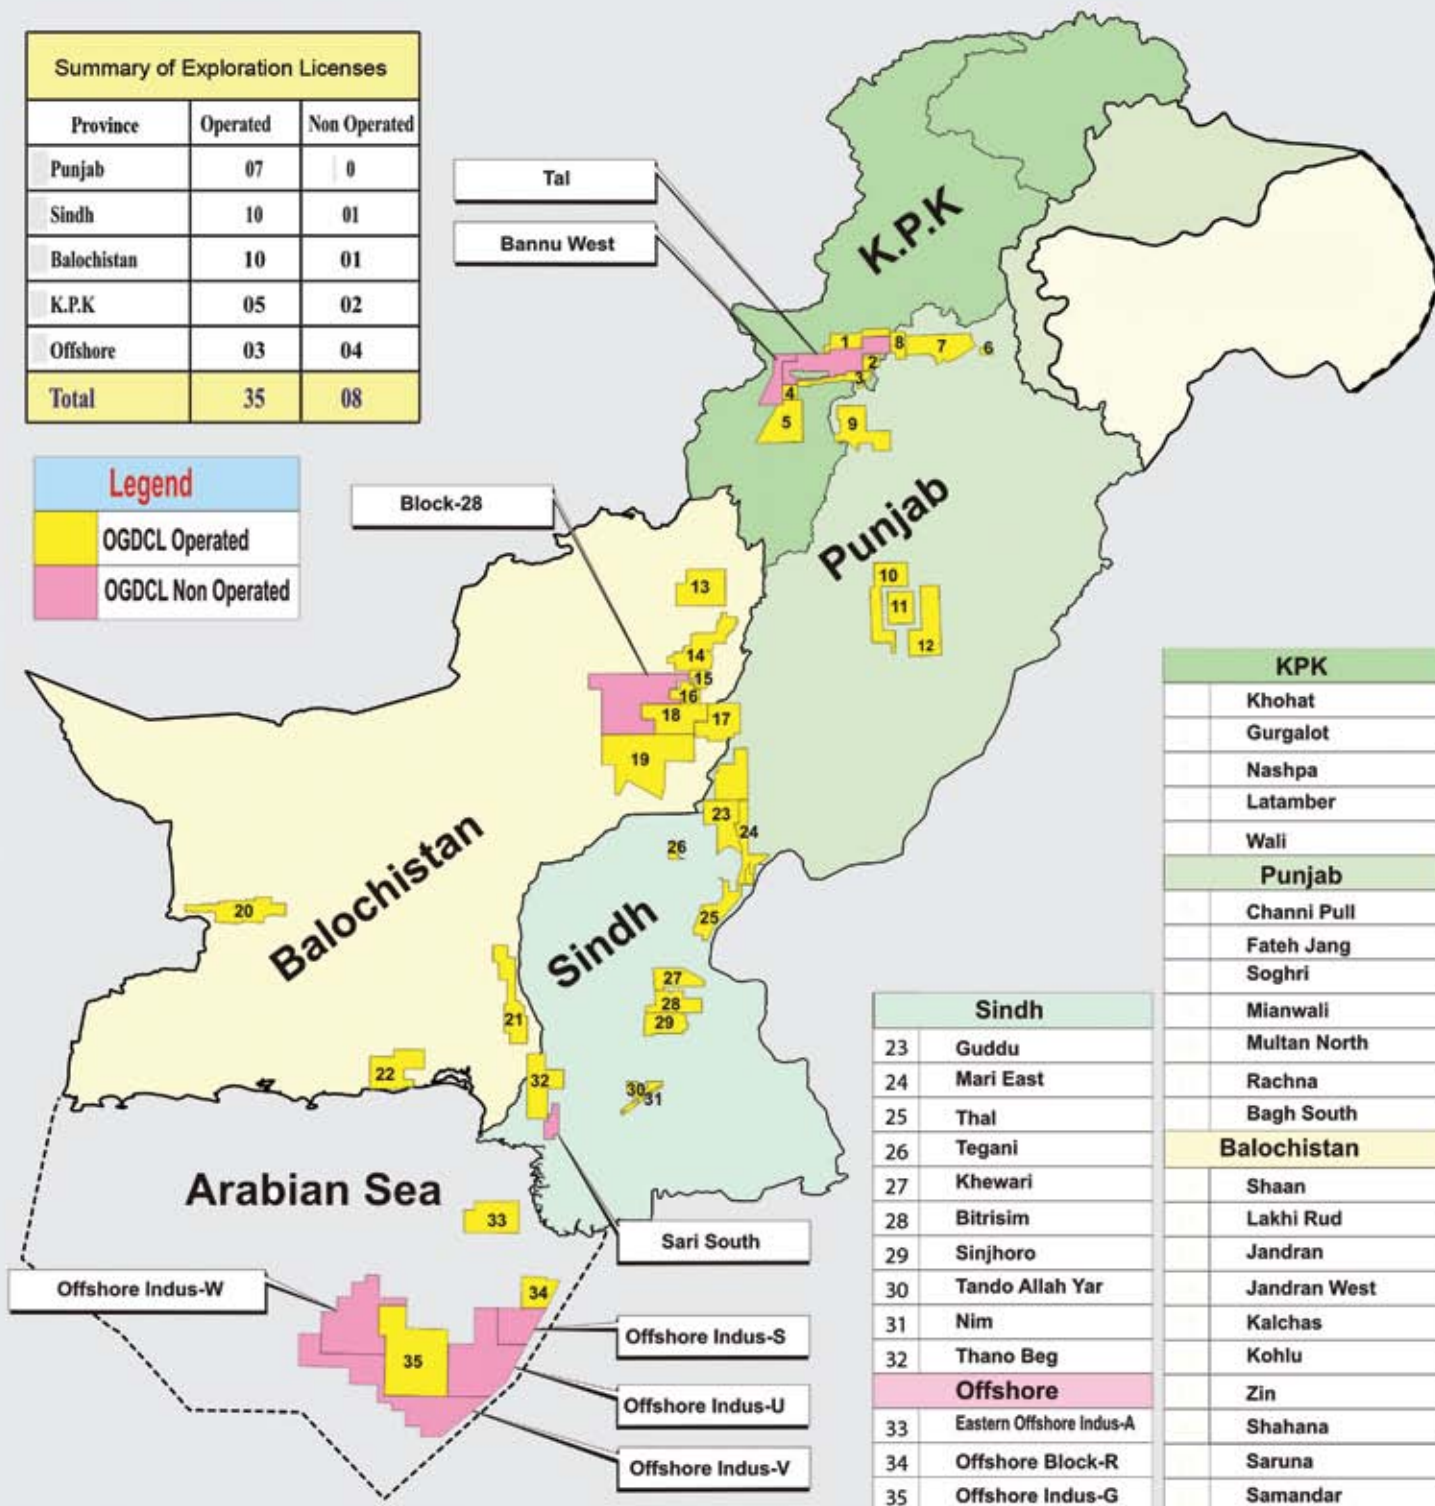 Summary of Exploration Licenses
Province Operated Non Operated
Punjab 07 0
Sindh 10 01
Balochistan 10 01
K.P.K 05 02
Offshore 03 04
Total 35 08
Legend
OGDCL Operated
OGDCL Non Operated
Tal
Bannu West
Block-28
K.P.K
1
8
7
6
2
3
4
5
9
Punjab
10
11
12
13
14
15
16
18
17
19
23
24
26
25
Balochistan
20
Sindh
27
28
29
21
22
32
30
31
Arabian Sea
33
Sari South
Offshore Indus-W
34
35
Offshore Indus-S
Offshore Indus-U
Offshore Indus-V
Sindh
23 Guddu
24 Mari East
25 Thal
26 Tegani
27 Khewari
28 Bitrisim
29 Sinjhoro
30 Tando Allah Yar
31 Nim
32 Thano Beg
Offshore
33 Eastern Offshore Indus-A
34 Offshore Block-R
35 Offshore Indus-G
KPK
Khohat
Gurgalot
Nashpa
Latamber
Wali
Punjab
Channi Pull
Fateh Jang
Soghri
Mianwali
Multan North
Rachna
Bagh South
Balochistan
Shaan
Lakhi Rud
Jandran
Jandran West
Kalchas
Kohlu
Zin
Shahana
Saruna
Samandar